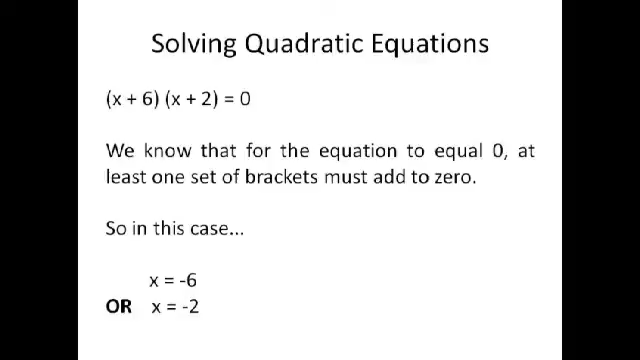 Solving Quadratic Equations
(x + 6) (x + 2) = 0
We know that for the equation to equal 0, at
least one set of brackets must add to zero.
So in this case...
x = -6
OR x = -2